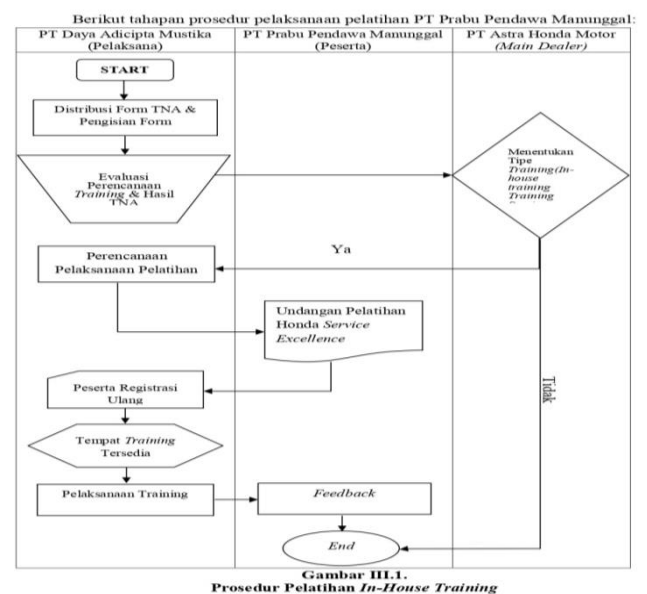 Berikut tahapan prosedur pelaksanaan pelatihan PT Prabu Pendawa Manunggal:
PT Daya Adicipta Mustika
(Pelaksana)
PT Prabu Pendawa Manunggal
(Peserta)
PT Astra Honda Motor
(Main Dealer)
START
Distribusi Form TNA &
Pengisian Form
Evaluasi
Perencanaan
Training & Hasil
TNA
Menentukan
Tipe
Training(In-
house
training
Training
Ya
Perencanaan
Pelaksanaan Pelatihan
Undangan Pelatihan
Honda Service
Excellence
Tidak
Peserta Registrasi
Ulang
Tempat Training
Tersedia
Pelaksanaan Training
Feedback
End
Gambar III.1.
Prosedur Pelatihan In-House Training